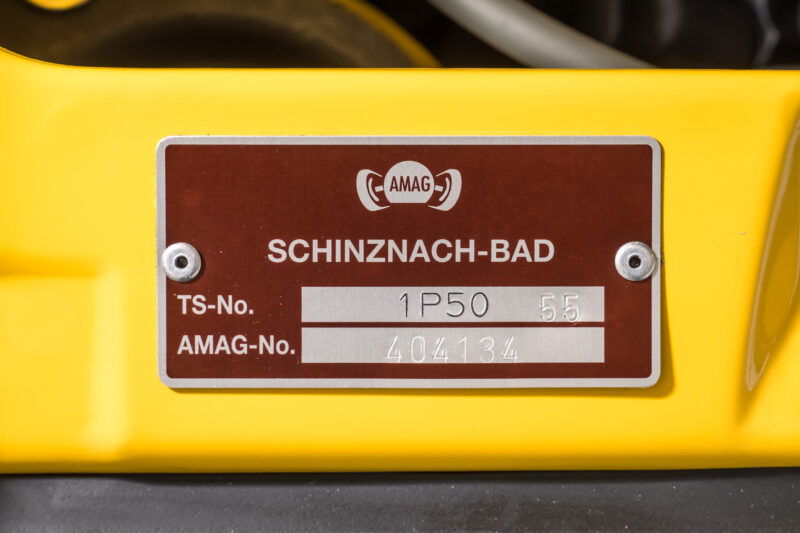 AMAG
SCHINZNACH-BAD
TS-No. 1P50 55
AMAG-No. 404134